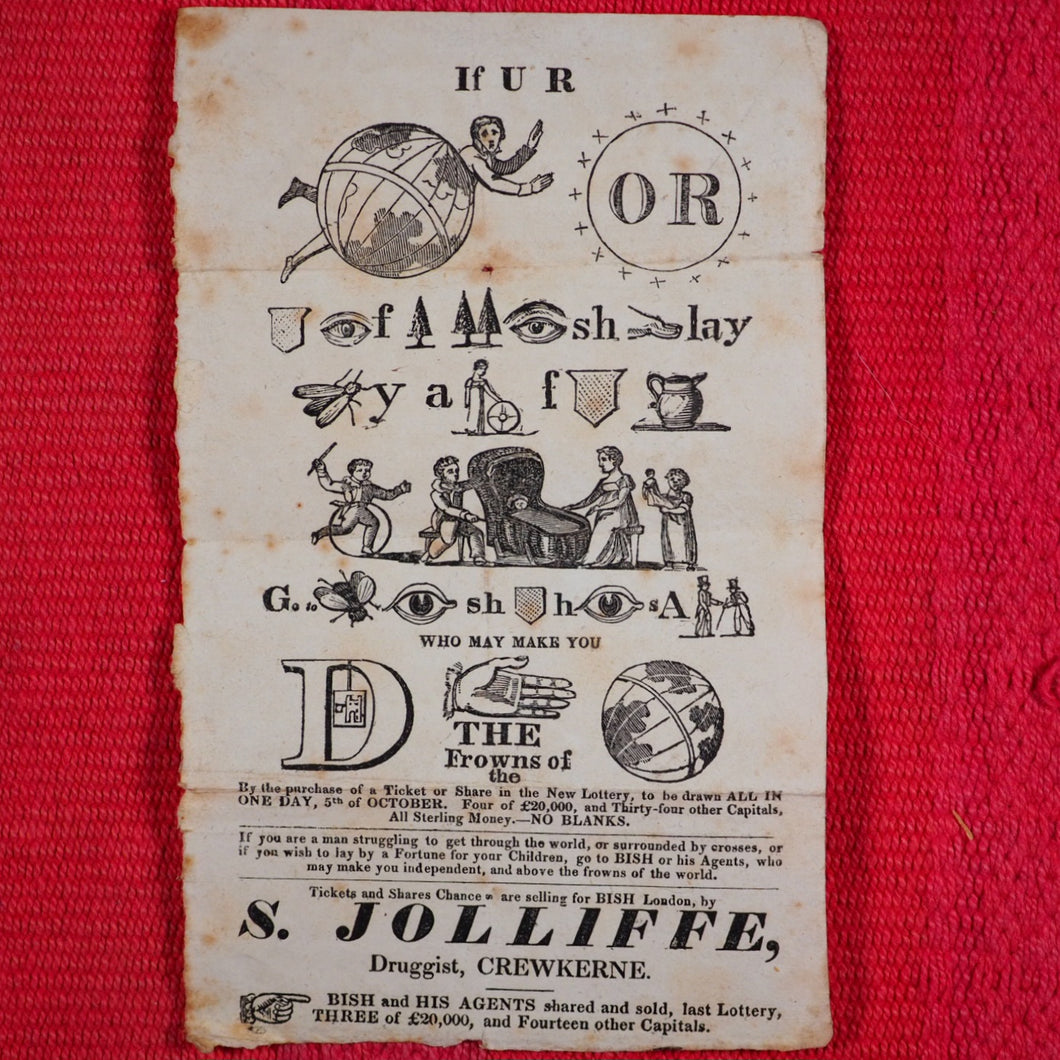 If U R
OR
f sh lay
y a f
G. to sh h s A
WHO MAY MAKE YOU
D
THE
Frowns of
the
By the purchase of a Ticket or Share in the New Lottery, to be drawn ALL IN
ONE DAY, 5th of OCTOBER. Four of £20,000, and Thirty-four other Capitals,
All Sterling Money.—NO BLANKS.
If you are a man struggling to get through the world, or surrounded by crosses, or
if you wish to lay by a Fortune for your Children, go to BISH or his Agents, who
may make you independent, and above the frowns of the world.
Tickets and Shares Chances are selling for BISH London, by
S. JOLLIFFE,
Druggist, CREWKERNE.
BISH and HIS AGENTS shared and sold, last Lottery,
THREE of £20,000, and Fourteen other Capitals.